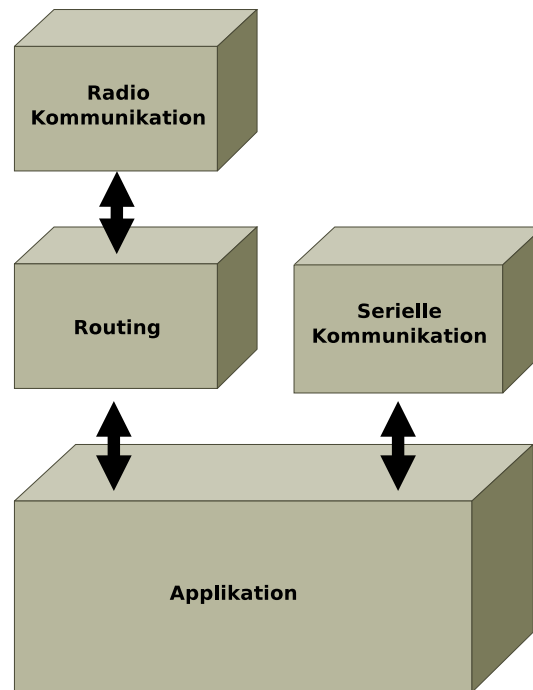 Radio
Kommunikation
Routing
Serielle
Kommunikation
Applikation